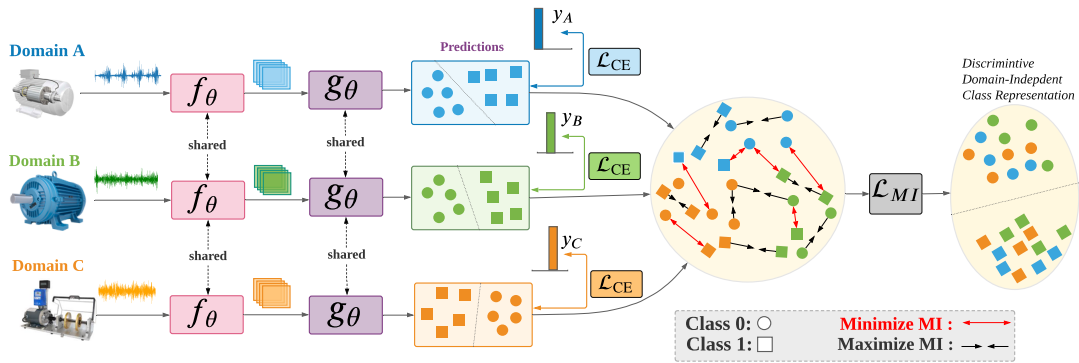 Domain A
f_θ
g_θ
Predictions
y_A
ℒ_CE
shared
shared
Domain B
f_θ
g_θ
y_B
ℒ_CE
shared
shared
Domain C
f_θ
g_θ
y_C
ℒ_CE
ℒ_MI
Discrimintive
Domain-Indepdent
Class Representation
Class 0:
Class 1:
Minimize MI :
Maximize MI :